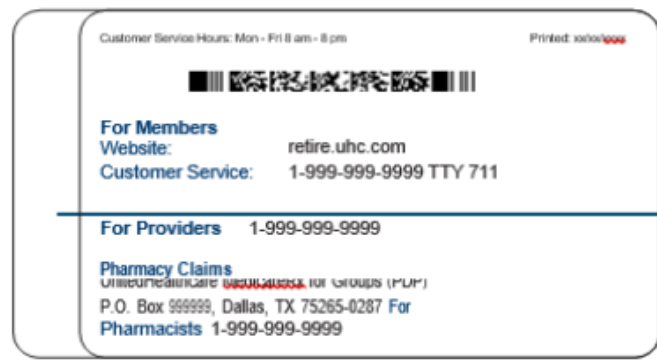 Customer Service Hours: Mon - Fri 8 am - 8 pm
Printed: xx/xx/xxxx
For Members
Website: retire.uhc.com
Customer Service: 1-999-999-9999 TTY 711
For Providers 1-999-999-9999
Pharmacy Claims
UnitedHealthcare MedicareRx for Groups (PDP)
P.O. Box 999999, Dallas, TX 75265-0287 For
Pharmacists 1-999-999-9999